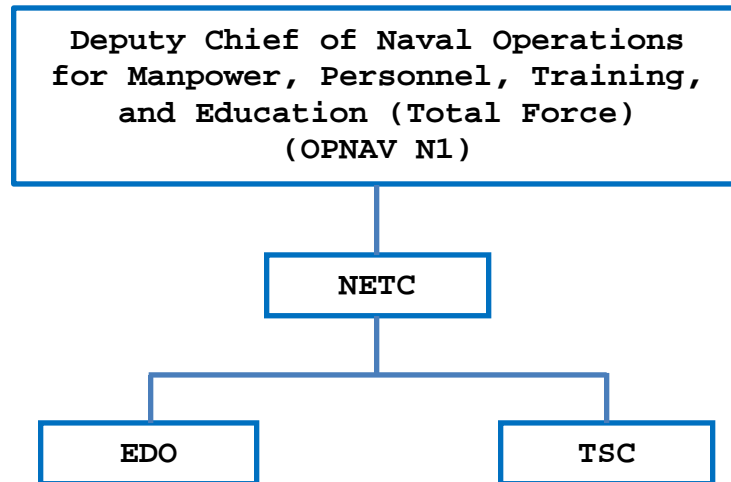 Deputy Chief of Naval Operations
for Manpower, Personnel, Training,
and Education (Total Force)
(OPNAV N1)
NETC
EDO
TSC